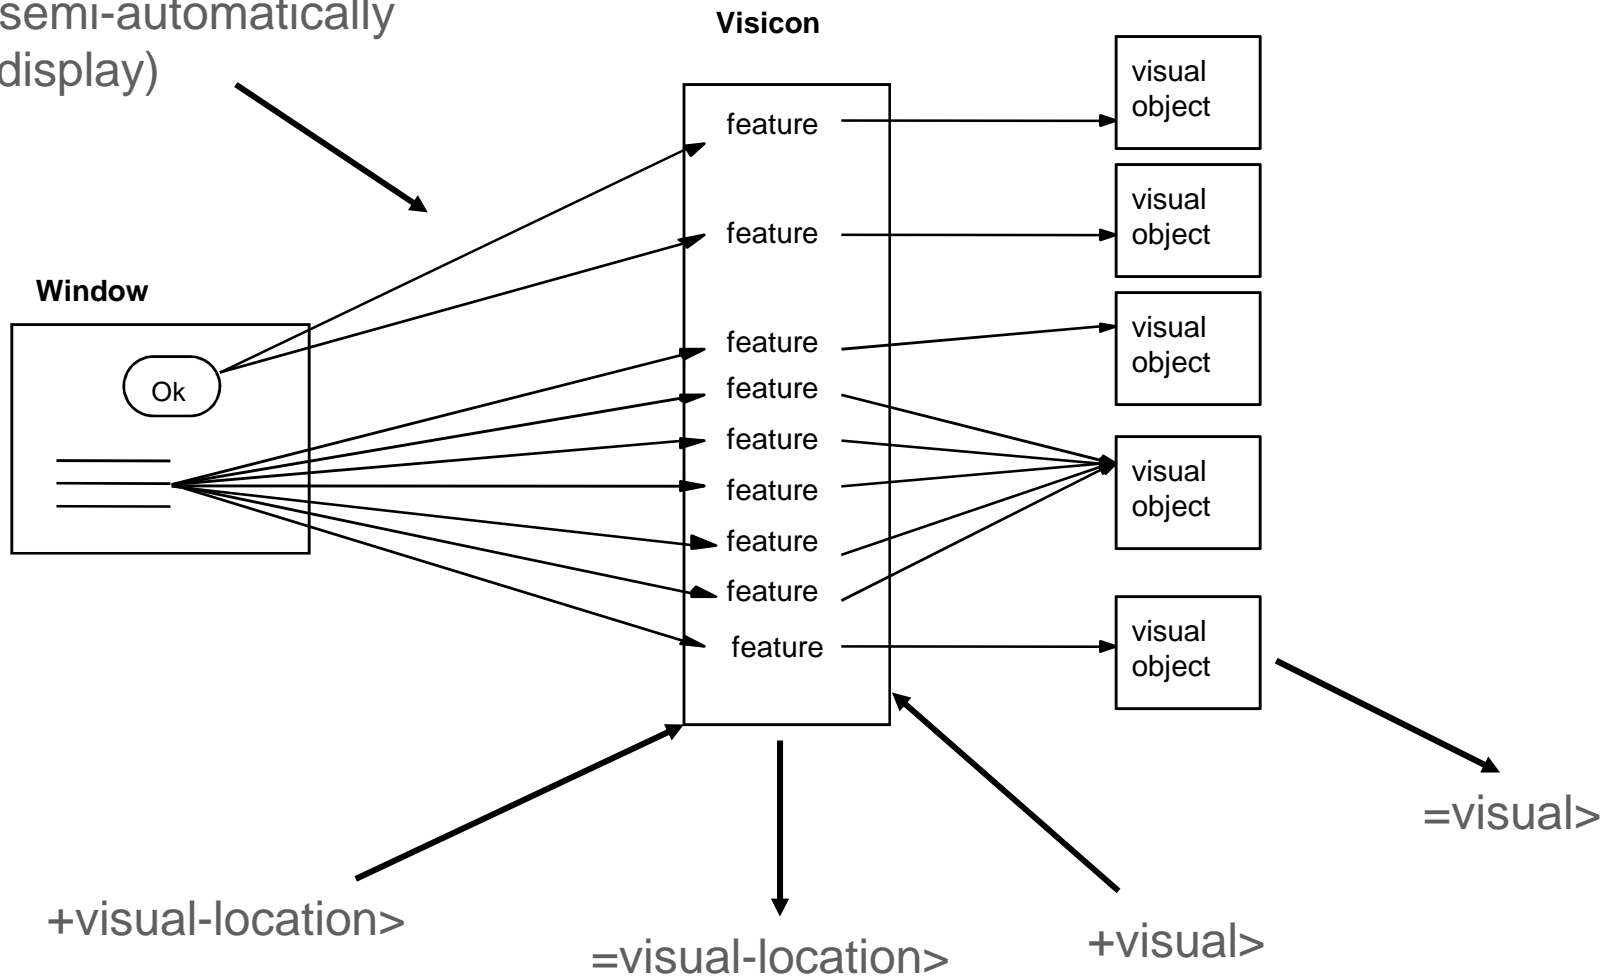 semi-automatically
display)
Visicon
visual
object
feature
visual
object
feature
Window
visual
object
feature
Ok
feature
feature
visual
object
feature
feature
feature
visual
object
feature
=visual>
+visual-location>
=visual-location>
+visual>